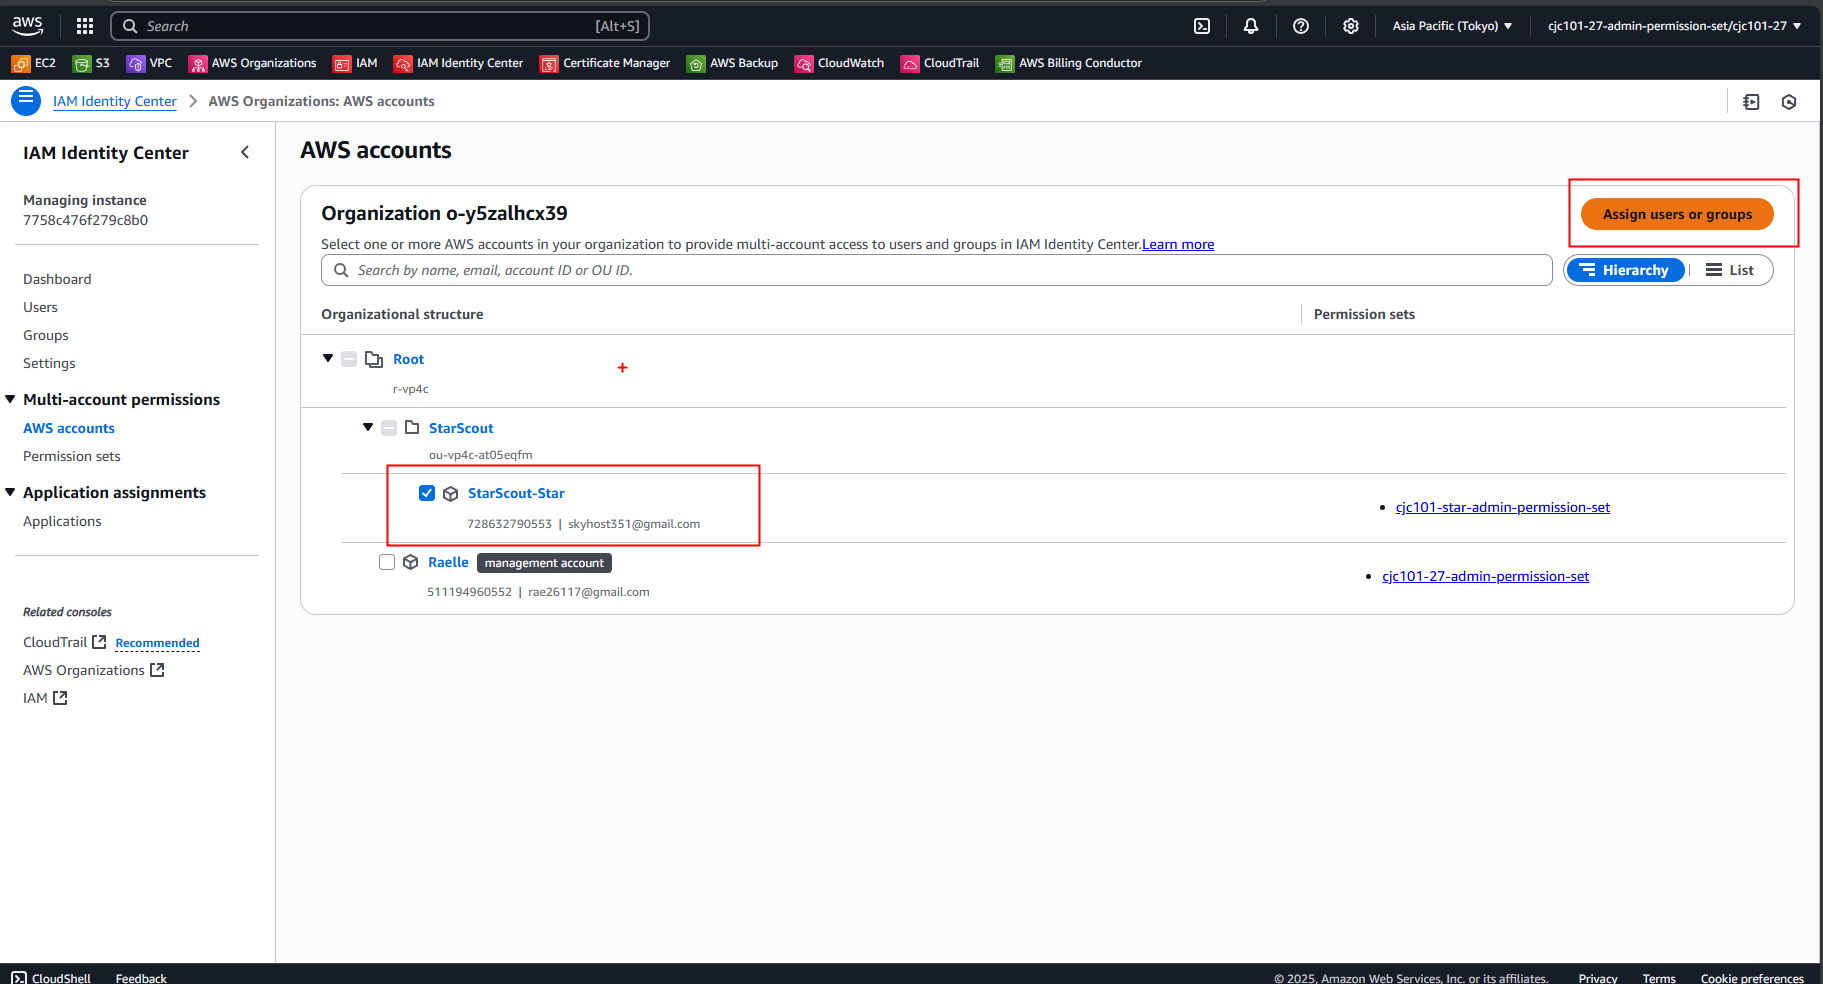 aws
Search [Alt+S]
Asia Pacific (Tokyo)
cjc101-27-admin-permission-set/cjc101-27
EC2 S3 VPC AWS Organizations IAM IAM Identity Center Certificate Manager AWS Backup CloudWatch CloudTrail AWS Billing Conductor
IAM Identity Center > AWS Organizations: AWS accounts
IAM Identity Center
Managing instance
7758c476f279c8b0
Dashboard
Users
Groups
Settings
Multi-account permissions
AWS accounts
Permission sets
Application assignments
Applications
Related consoles
CloudTrail Recommended
AWS Organizations
IAM
AWS accounts
Organization o-y5zalhcx39
Assign users or groups
Select one or more AWS accounts in your organization to provide multi-account access to users and groups in IAM Identity Center.Learn more
Search by name, email, account ID or OU ID.
Hierarchy
List
Organizational structure
Permission sets
Root
r-vp4c
StarScout
ou-vp4c-at05eqfm
StarScout-Star
728632790553 | skyhost351@gmail.com
cjc101-star-admin-permission-set
Raelle management account
511194960552 | rae26117@gmail.com
cjc101-27-admin-permission-set
CloudShell Feedback
© 2025, Amazon Web Services, Inc. or its affiliates. Privacy Terms Cookie preferences